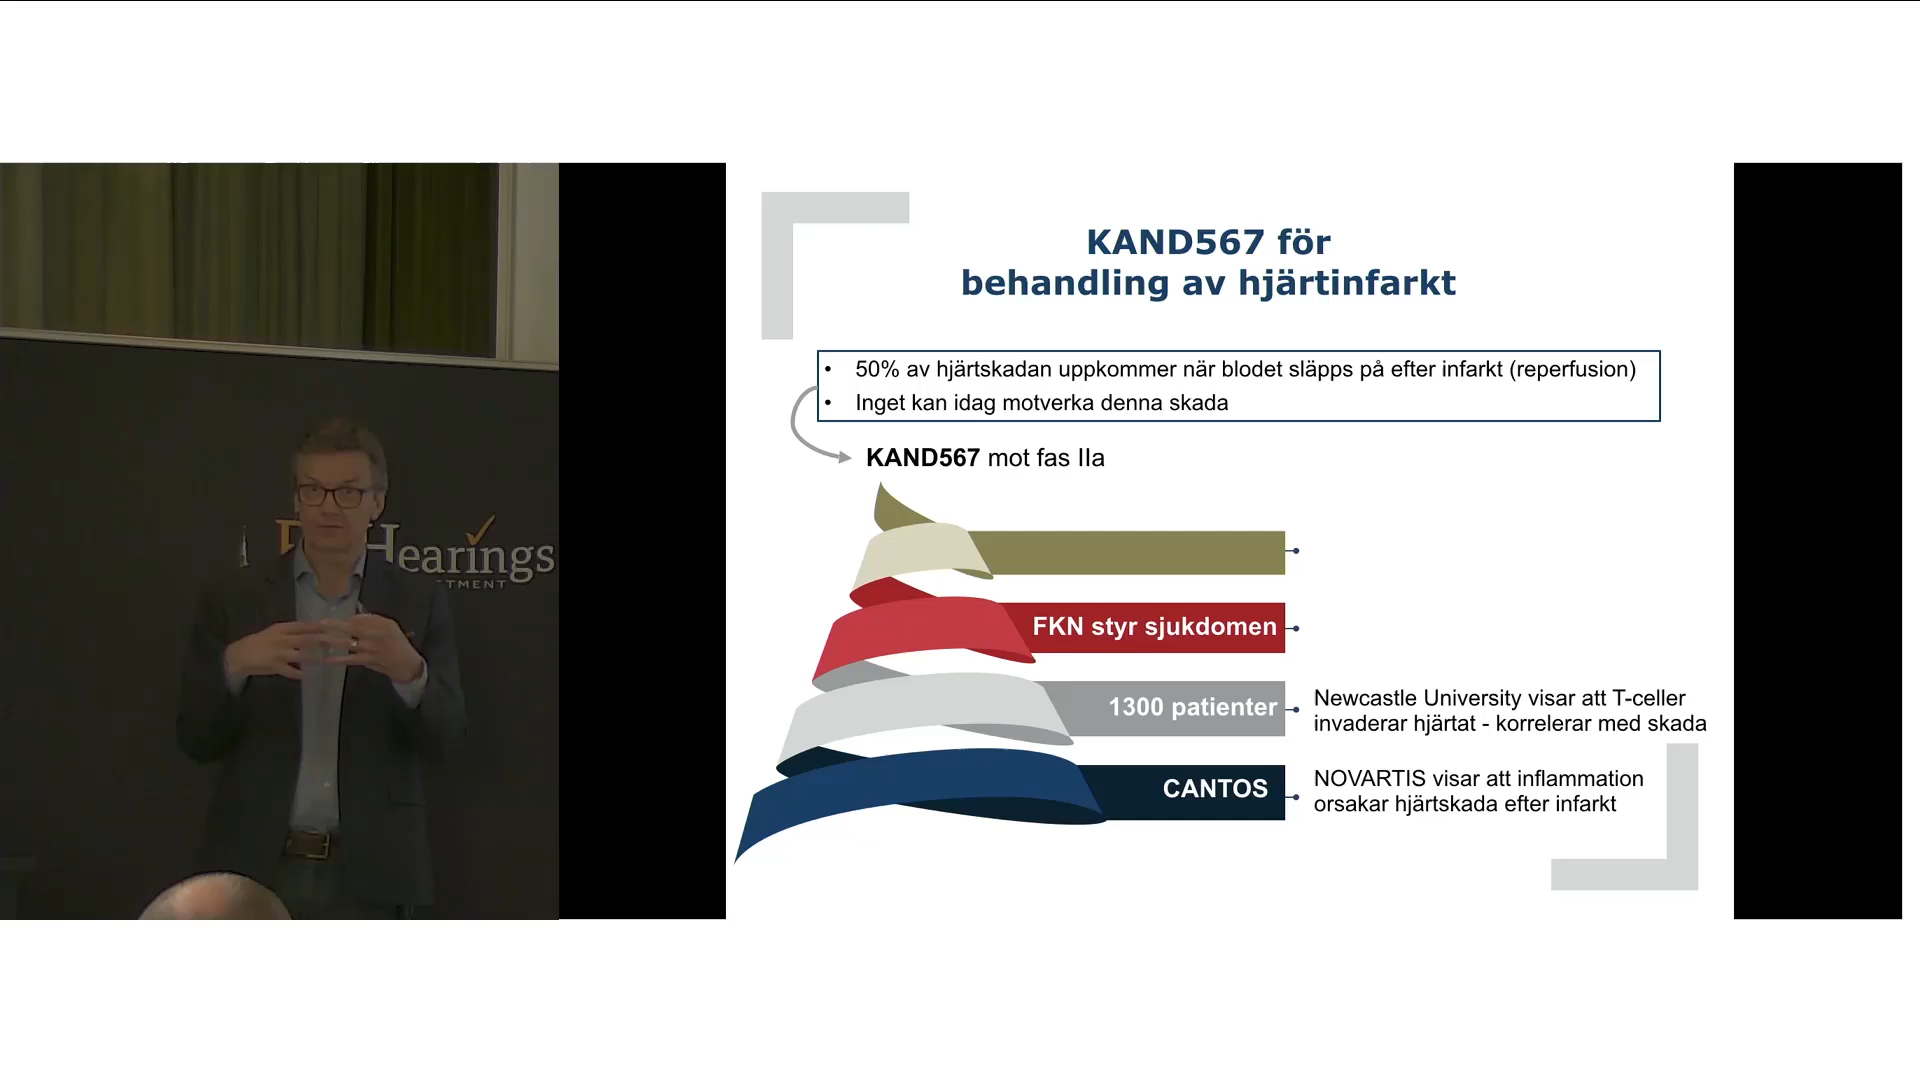 Hearings
TMENT
KAND567 för
behandling av hjärtinfarkt
• 50% av hjärtskadan uppkommer när blodet släpps på efter infarkt (reperfusion)
• Inget kan idag motverka denna skada
KAND567 mot fas IIa
FKN styr sjukdomen
1300 patienter
Newcastle University visar att T-celler
invaderar hjärtat - korrelerar med skada
CANTOS
NOVARTIS visar att inflammation
orsakar hjärtskada efter infarkt